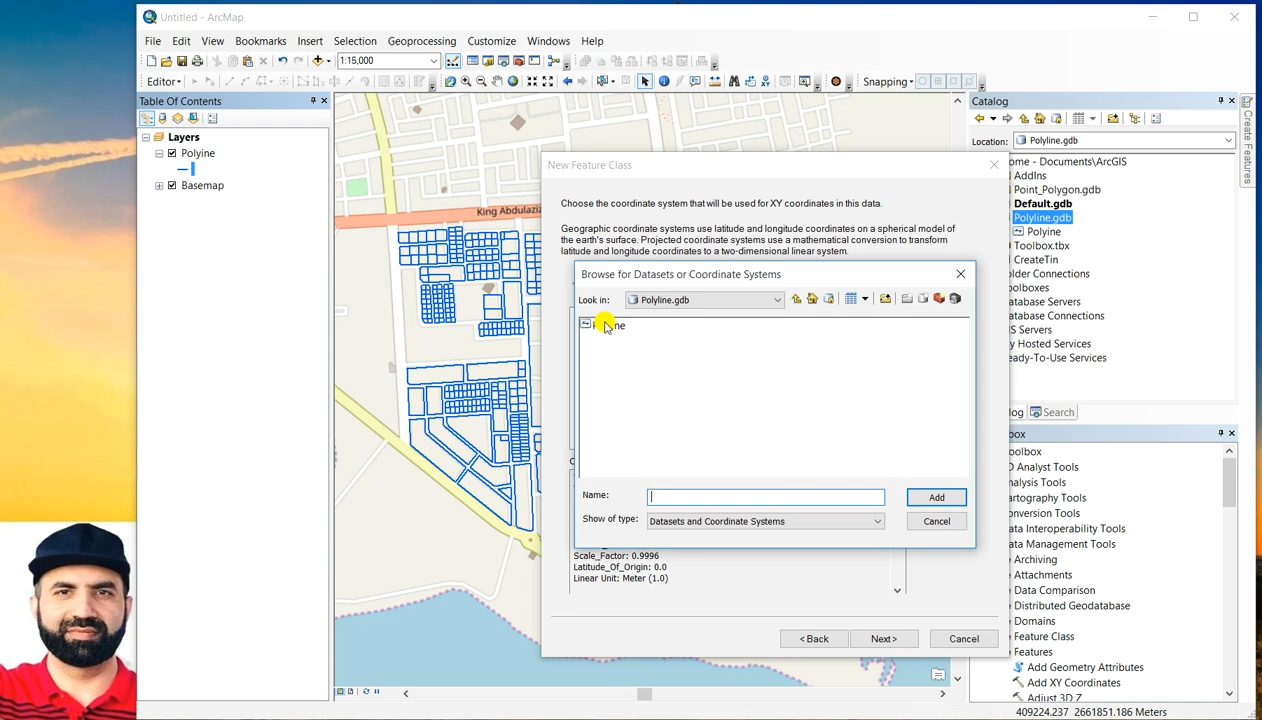 Untitled - ArcMap
File Edit View Bookmarks Insert Selection Geoprocessing Customize Windows Help
1:15,000
Editor
Snapping
Table Of Contents
Layers
Polyine
Basemap
King Abdulazi
New Feature Class
Choose the coordinate system that will be used for XY coordinates in this data.
Geographic coordinate systems use latitude and longitude coordinates on a spherical model of
the earth's surface. Projected coordinate systems use a mathematical conversion to transform
latitude and longitude coordinates to a two-dimensional linear system.
Browse for Datasets or Coordinate Systems
Look in: Polyline.gdb
Name:
Add
Show of type: Datasets and Coordinate Systems
Cancel
Scale_Factor: 0.9996
Latitude_Of_Origin: 0.0
Linear Unit: Meter (1.0)
< Back Next > Cancel
Catalog
Location: Polyline.gdb
ome - Documents\ArcGIS
AddIns
Point_Polygon.gdb
Default.gdb
Polyline.gdb
Polyine
Toolbox.tbx
CreateTin
older Connections
oolboxes
atabase Servers
atabase Connections
IS Servers
y Hosted Services
eady-To-Use Services
og Search
Create Features
box
oolbox
D Analyst Tools
nalysis Tools
artography Tools
onversion Tools
ata Interoperability Tools
ata Management Tools
Archiving
Attachments
Data Comparison
Distributed Geodatabase
Domains
Feature Class
Features
Add Geometry Attributes
Add XY Coordinates
Adjust 3D Z
409224.237 2661851.186 Meters